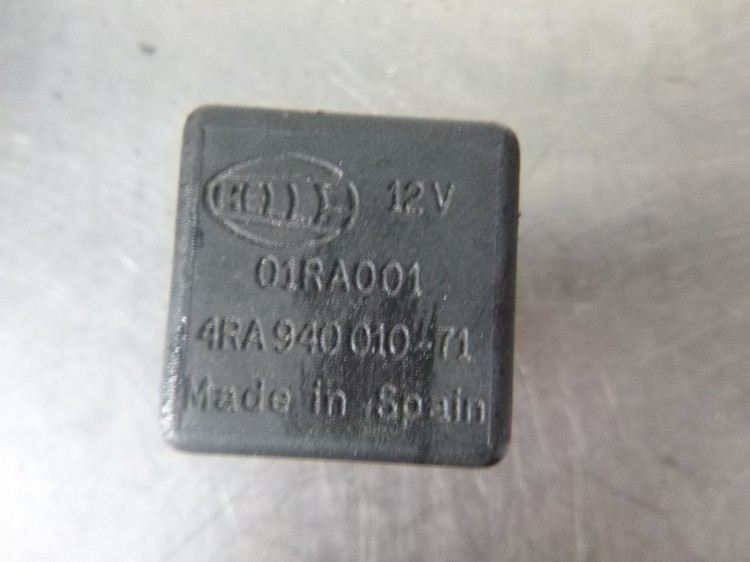 HELLA 12V
01RA001
4RA 940 010-71
Made in Spain